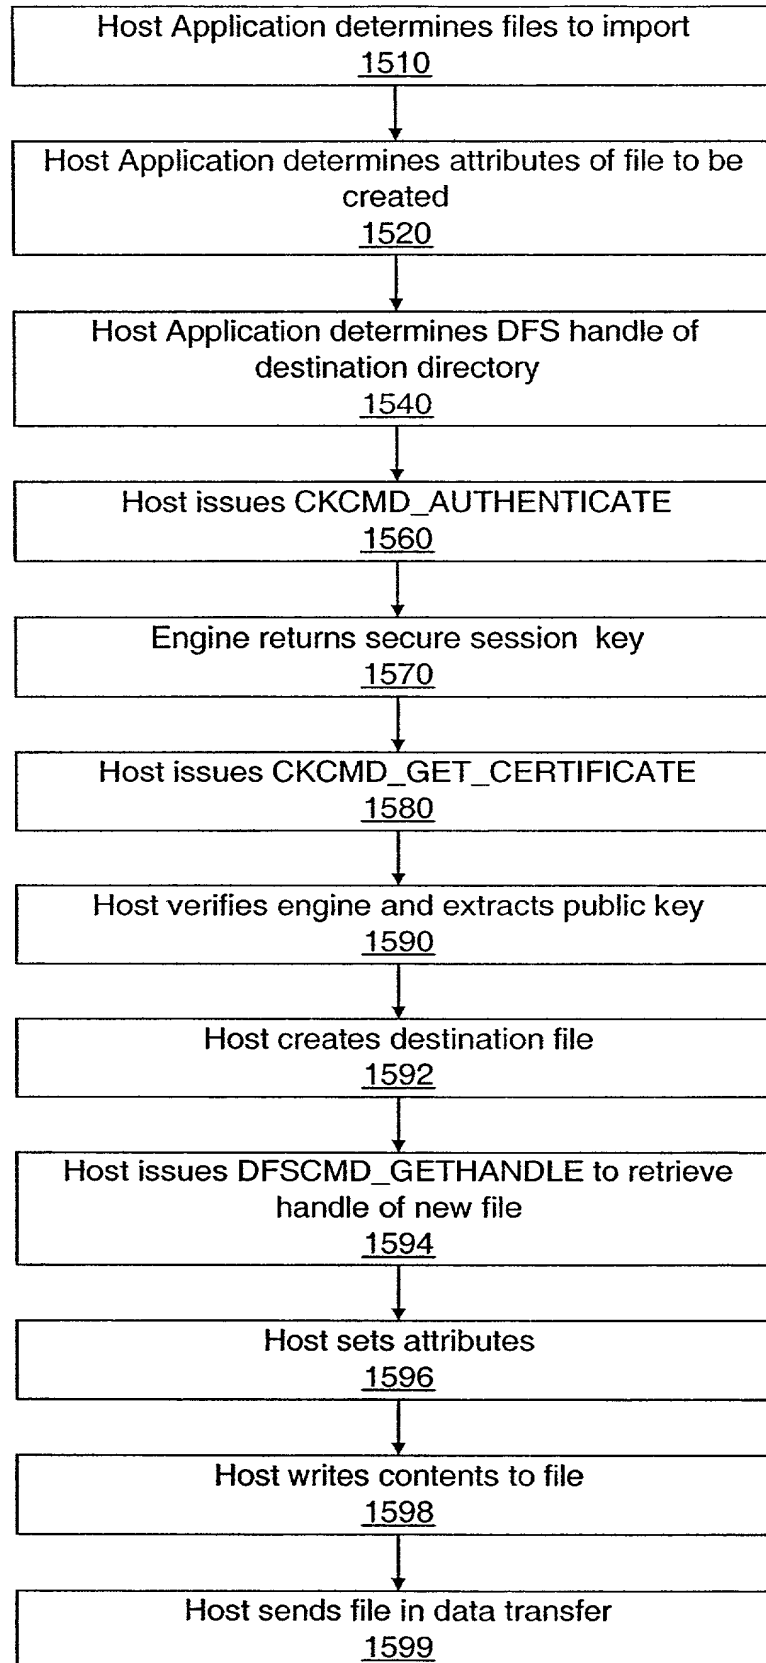 Host Application determines files to import
1510
Host Application determines attributes of file to be
created
1520
Host Application determines DFS handle of
destination directory
1540
Host issues CKCMD_AUTHENTICATE
1560
Engine returns secure session key
1570
Host issues CKCMD_GET_CERTIFICATE
1580
Host verifies engine and extracts public key
1590
Host creates destination file
1592
Host issues DFSCMD_GETHANDLE to retrieve
handle of new file
1594
Host sets attributes
1596
Host writes contents to file
1598
Host sends file in data transfer
1599